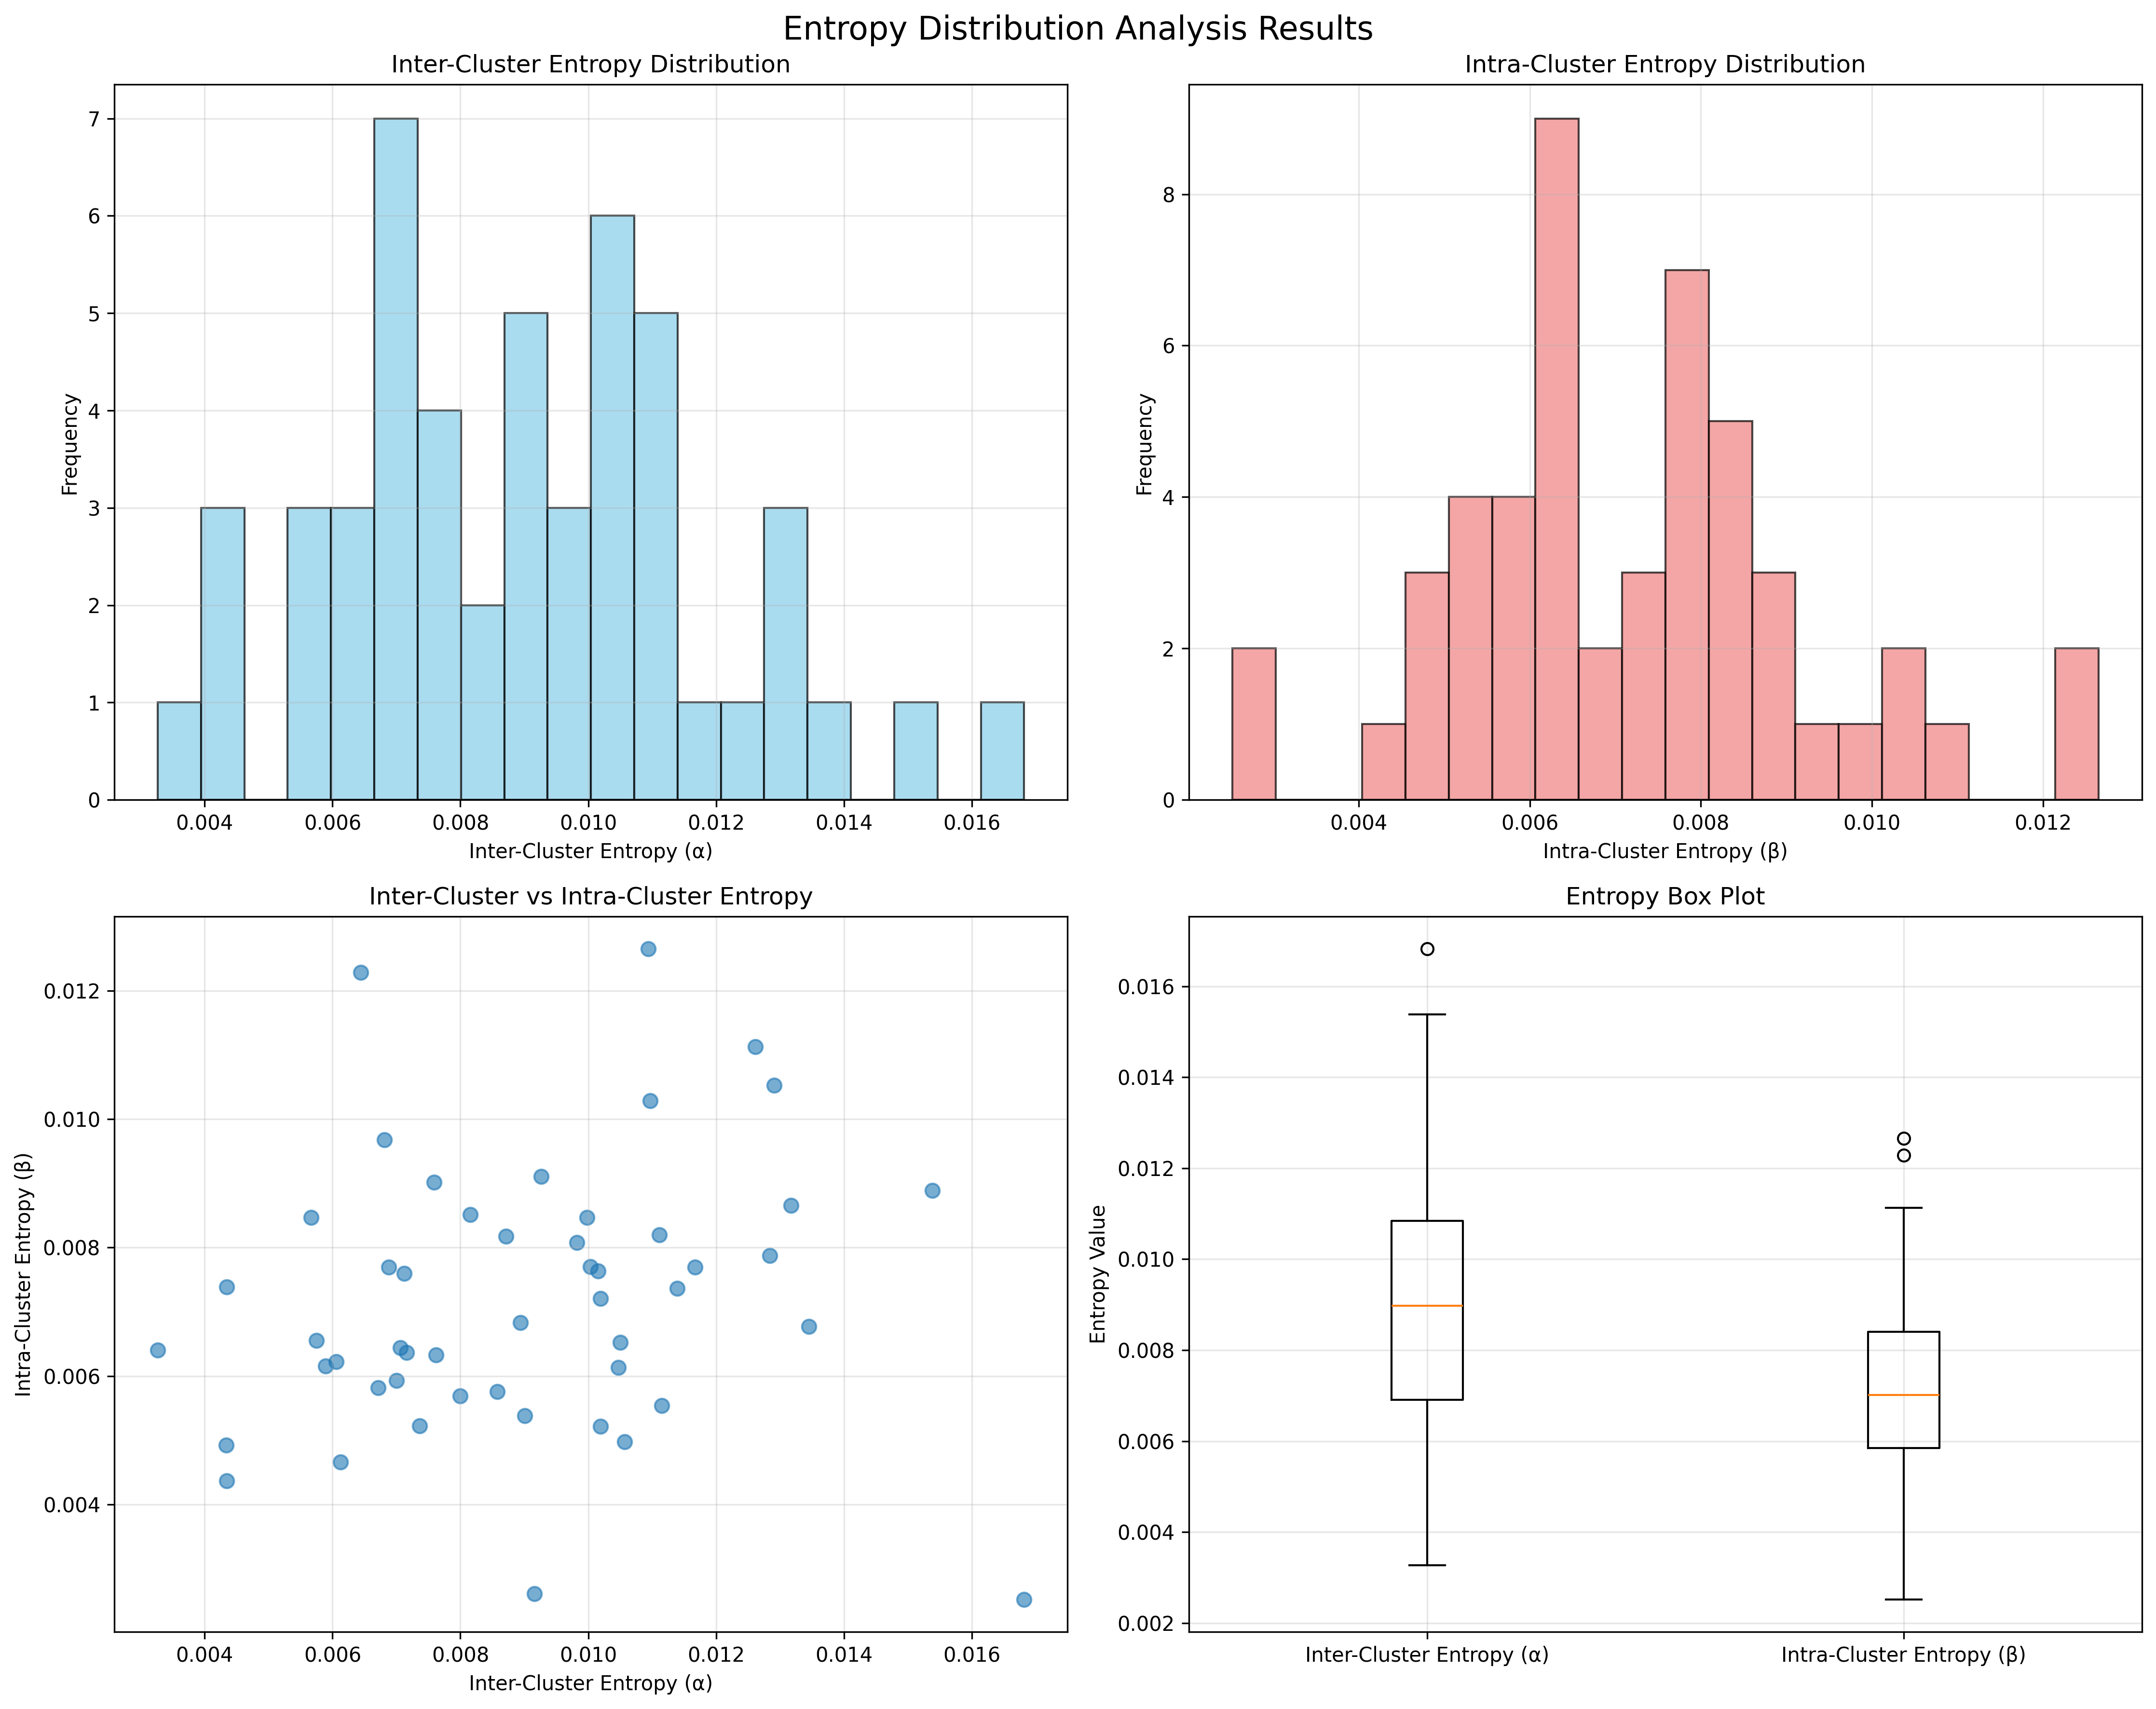 Entropy Distribution Analysis Results
Inter-Cluster Entropy Distribution
Frequency
7
6
5
4
3
2
1
0
0.004 0.006 0.008 0.010 0.012 0.014 0.016
Inter-Cluster Entropy (α)
Intra-Cluster Entropy Distribution
Frequency
8
6
4
2
0
0.004 0.006 0.008 0.010 0.012
Intra-Cluster Entropy (β)
Inter-Cluster vs Intra-Cluster Entropy
Intra-Cluster Entropy (β)
0.012
0.010
0.008
0.006
0.004
0.004 0.006 0.008 0.010 0.012 0.014 0.016
Inter-Cluster Entropy (α)
Entropy Box Plot
Entropy Value
0.016
0.014
0.012
0.010
0.008
0.006
0.004
0.002
Inter-Cluster Entropy (α) Intra-Cluster Entropy (β)